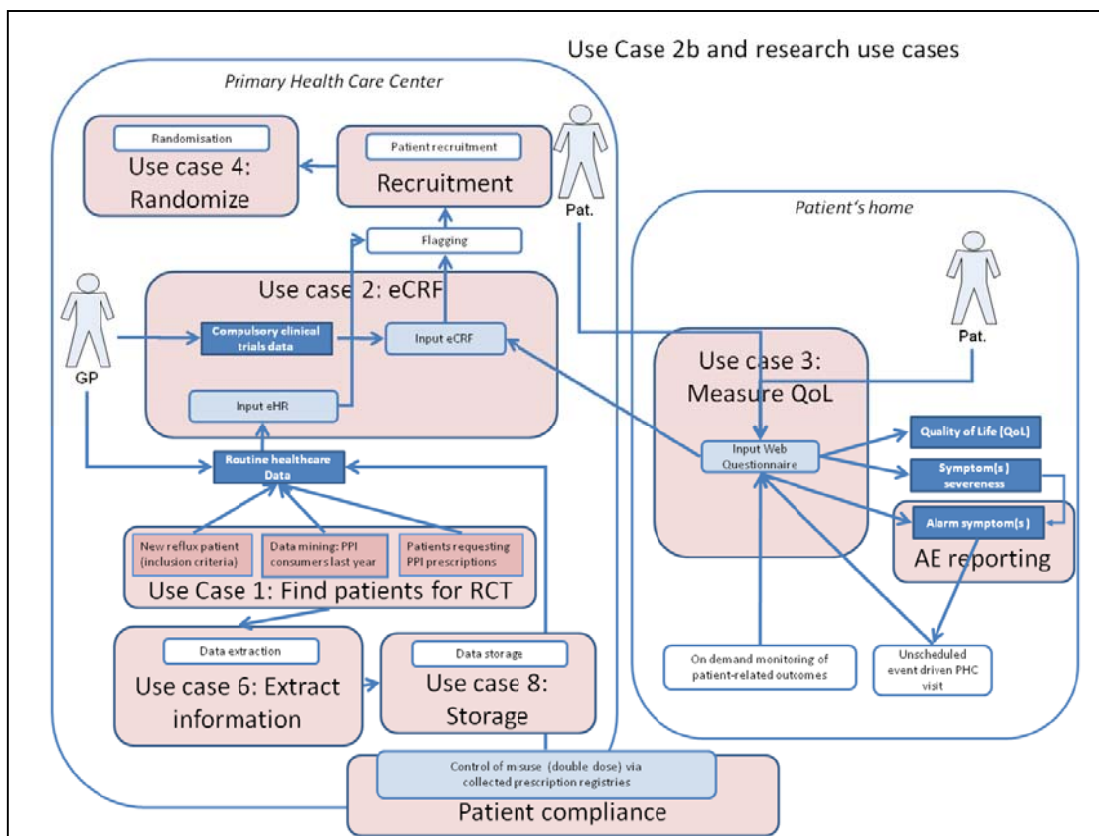 Use Case 2b and research use cases
Primary Health Care Center
Randomisation
Use case 4:
Randomize
Patient recruitment
Recruitment
Pat.
Flagging
Patient's home
Pat.
GP
Use case 2: eCRF
Compulsory clinical
trials data
Input eCRF
Input eHR
Routine healthcare
Data
Use case 3:
Measure QoL
Input Web
Questionnaire
Quality of Life (QoL)
Symptom(s)
severeness
Alarm symptom(s)
AE reporting
New reflux patient
(inclusion criteria)
Data mining: PPI
consumers last year
Patients requesting
PPI prescriptions
Use Case 1: Find patients for RCT
Data extraction
Use case 6: Extract
information
Data storage
Use case 8:
Storage
On demand monitoring of
patient-related outcomes
Unscheduled
event driven PHC
visit
Control of misuse (double dose) via
collected prescription registries
Patient compliance